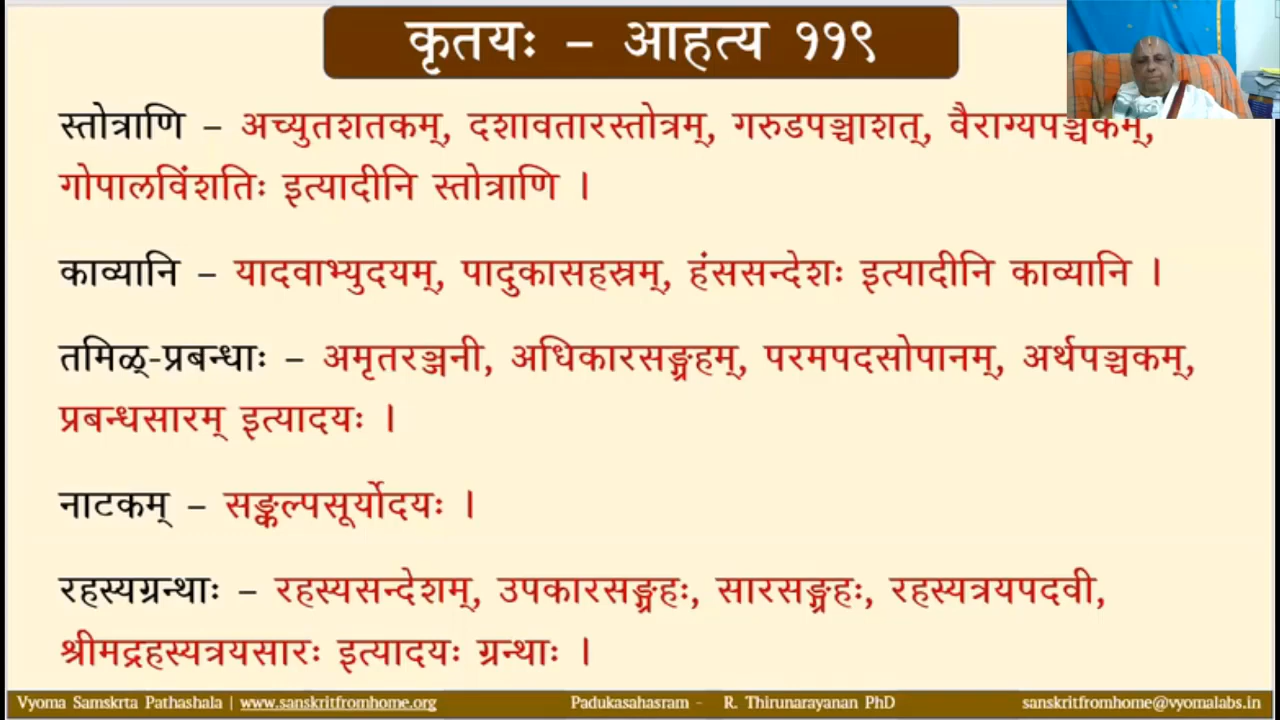 कृतयः – आहत्य ११९
स्तोत्राणि – अच्युतशतकम्, दशावतारस्तोत्रम्, गरुडपञ्चाशत्, वैराग्यपञ्चकम्,
गोपालविंशतिः इत्यादीनि स्तोत्राणि ।
काव्यानि – यादवाभ्युदयम्, पादुकासहस्रम्, हंससन्देशः इत्यादीनि काव्यानि ।
तमिळ्-प्रबन्धाः – अमृतरञ्जनी, अधिकारसङ्ग्रहम्, परमपदसोपानम्, अर्थपञ्चकम्,
प्रबन्धसारम् इत्यादयः ।
नाटकम् – सङ्कल्पसूर्योदयः ।
रहस्यग्रन्थाः – रहस्यसन्देशम्, उपकारसङ्ग्रहः, सारसङ्ग्रहः, रहस्यत्रयपदवी,
श्रीमद्रहस्यत्रयसारः इत्यादयः ग्रन्थाः ।
Vyoma Samskrta Pathashala | www.sanskritfromhome.org Padukasahasram - R. Thirunarayanan PhD sanskritfromhome@vyomalabs.in